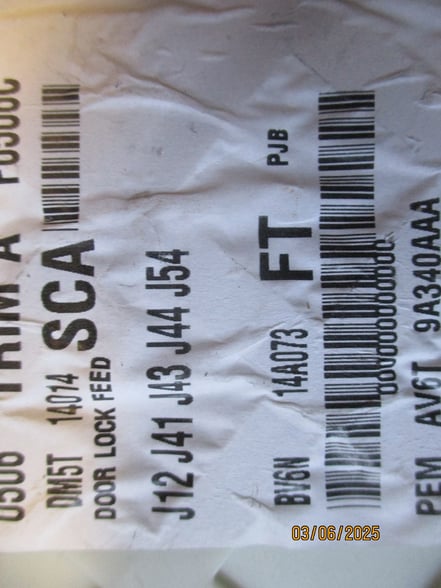 0506 TRIM A
DM5T 14014 SCA
DOOR LOCK FEED
J12 J41 J43 J44 J54
BV6N 14A073 FT PJB
PEM AV6T 9A340AAA
03/06/2025